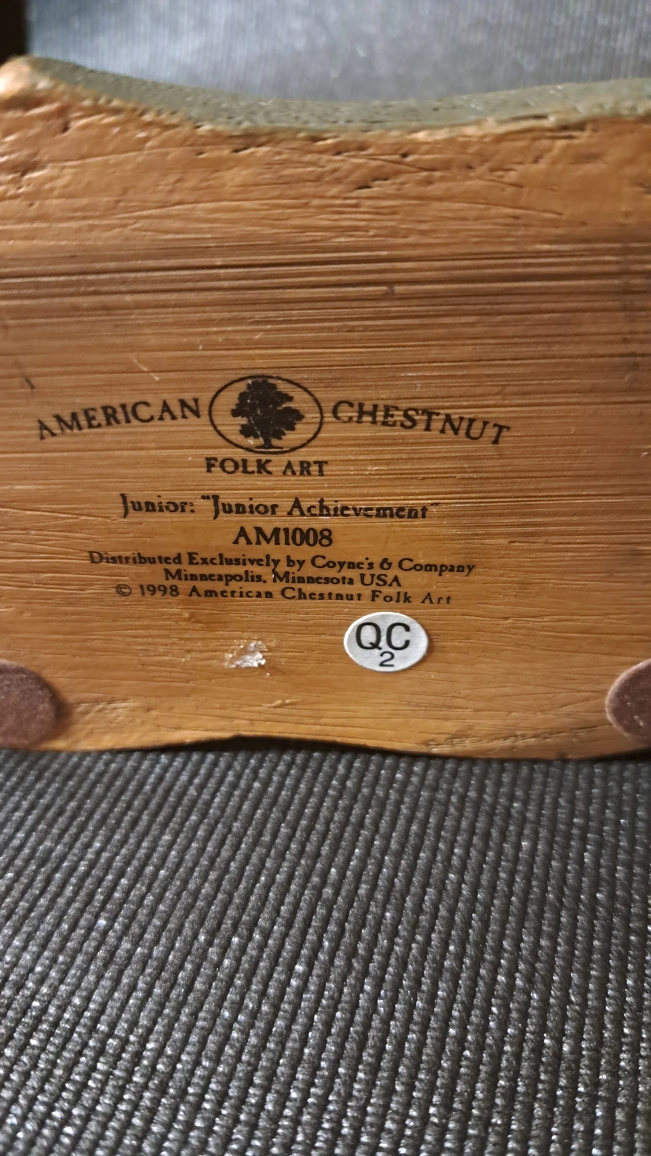 AMERICAN CHESTNUT
FOLK ART
Junior: "Junior Achievement"
AM1008
Distributed Exclusively by Coyne's & Company
Minneapolis, Minnesota USA
© 1998 American Chestnut Folk Art
QC
2